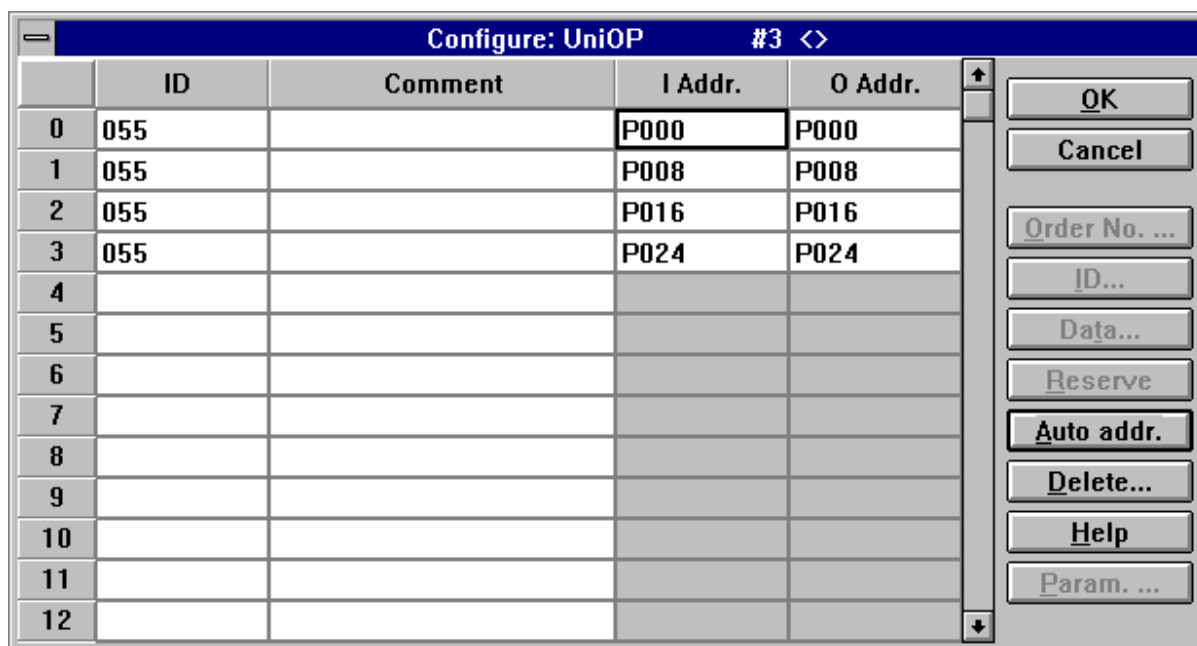 Configure: UniOP #3 <>
ID Comment I Addr. O Addr.
0 055 P000 P000
1 055 P008 P008
2 055 P016 P016
3 055 P024 P024
4
5
6
7
8
9
10
11
12
OK
Cancel
Order No. ...
ID...
Data...
Reserve
Auto addr.
Delete...
Help
Param. ...